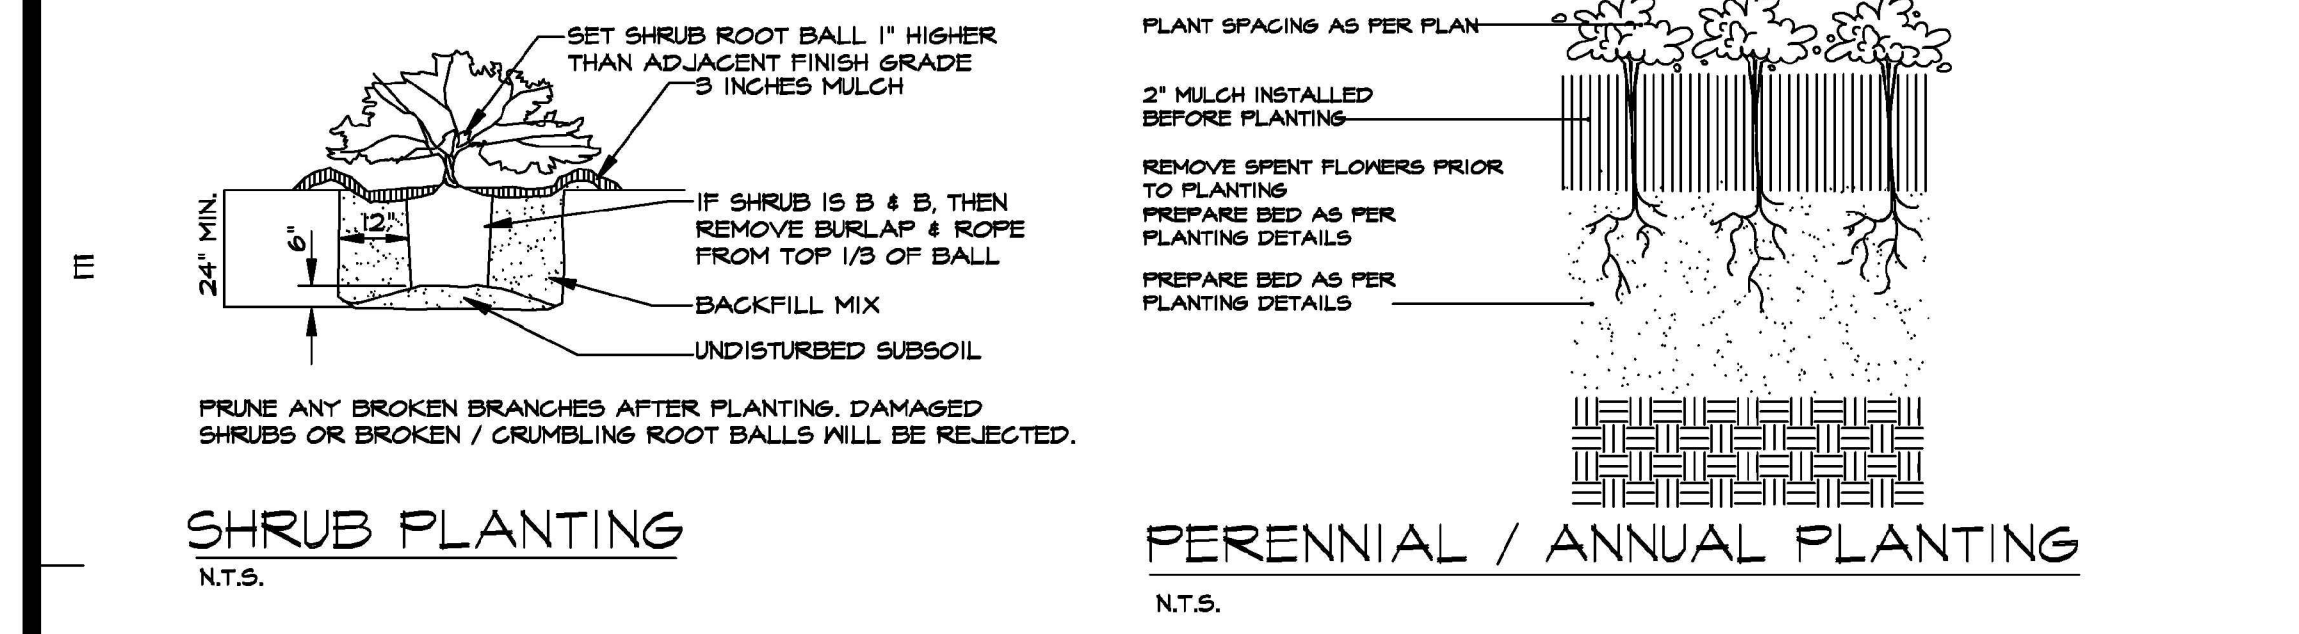 SET SHRUB ROOT BALL 1" HIGHER
THAN ADJACENT FINISH GRADE
3 INCHES MULCH
24" MIN.
6"
12"
IF SHRUB IS B & B, THEN
REMOVE BURLAP & ROPE
FROM TOP 1/3 OF BALL
BACKFILL MIX
UNDISTURBED SUBSOIL
PRUNE ANY BROKEN BRANCHES AFTER PLANTING. DAMAGED
SHRUBS OR BROKEN / CRUMBLING ROOT BALLS WILL BE REJECTED.
SHRUB PLANTING
N.T.S.
E
PLANT SPACING AS PER PLAN
2" MULCH INSTALLED
BEFORE PLANTING
REMOVE SPENT FLOWERS PRIOR
TO PLANTING
PREPARE BED AS PER
PLANTING DETAILS
PREPARE BED AS PER
PLANTING DETAILS
PERENNIAL / ANNUAL PLANTING
N.T.S.